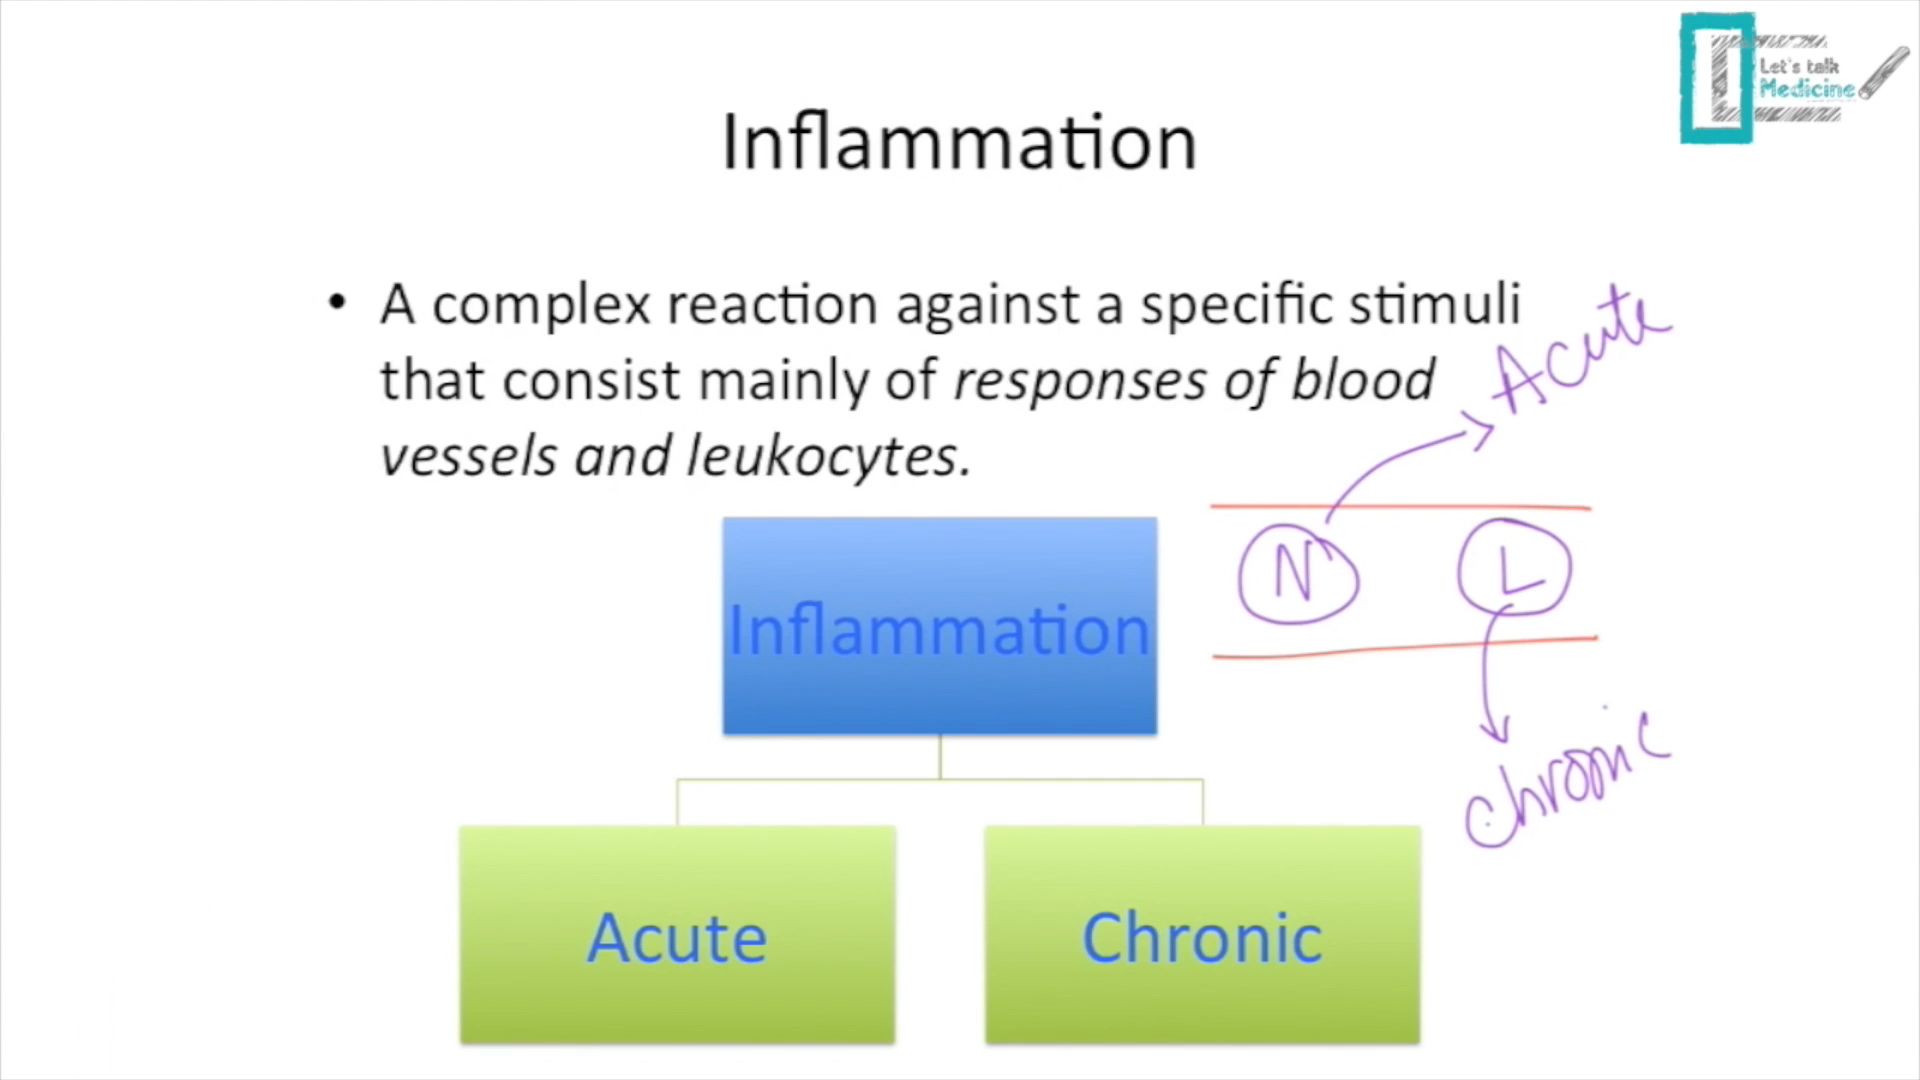 Let's talk
Medicine
Inflammation
• A complex reaction against a specific stimuli
that consist mainly of responses of blood
vessels and leukocytes.
Acute
N
L
Inflammation
chronic
Acute
Chronic